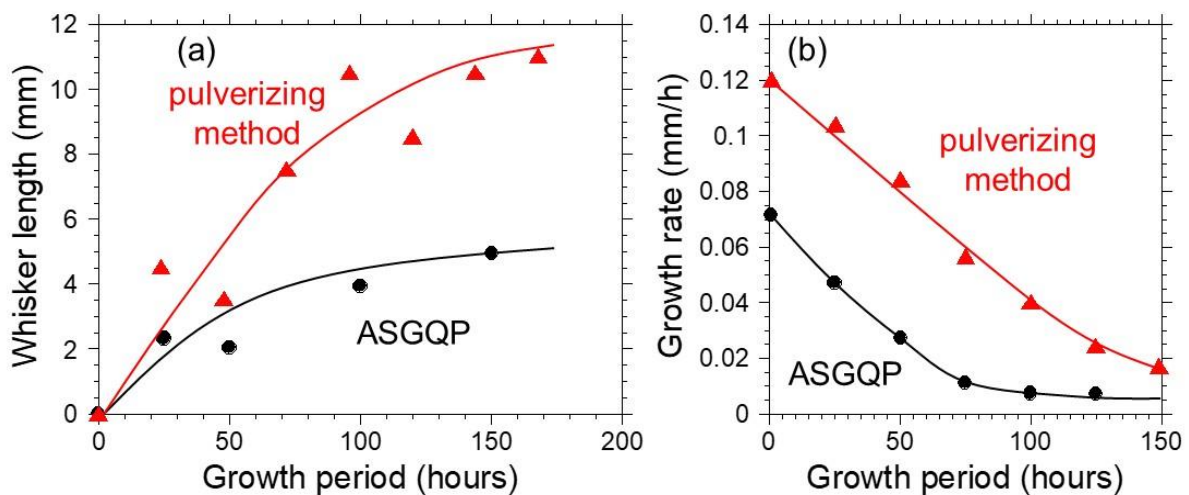 (a)
pulverizing
method
ASGQP
Whisker length (mm)
12
10
8
6
4
2
0
0 50 100 150 200
Growth period (hours)
(b)
pulverizing
method
ASGQP
Growth rate (mm/h)
0.14
0.12
0.1
0.08
0.06
0.04
0.02
0
0 50 100 150
Growth period (hours)